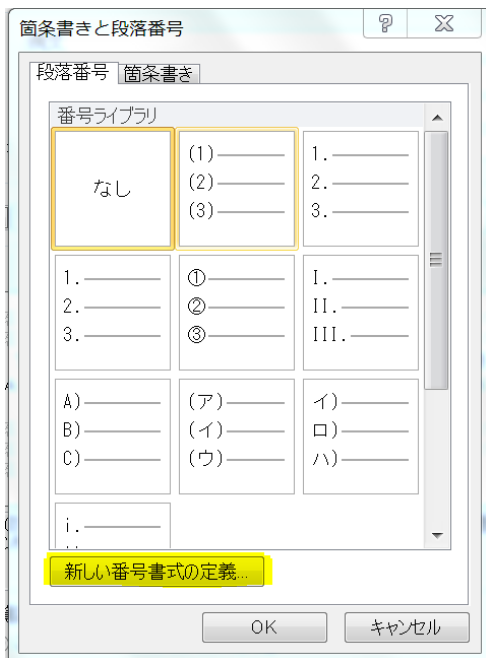 箇条書きと段落番号
段落番号 箇条書き
番号ライブラリ
なし
(1)
(2)
(3)
1.
2.
3.
1.
2.
3.
①
②
③
I.
II.
III.
A)
B)
C)
(ア)
(イ)
(ウ)
イ)
ロ)
ハ)
i.
新しい番号書式の定義...
OK キャンセル